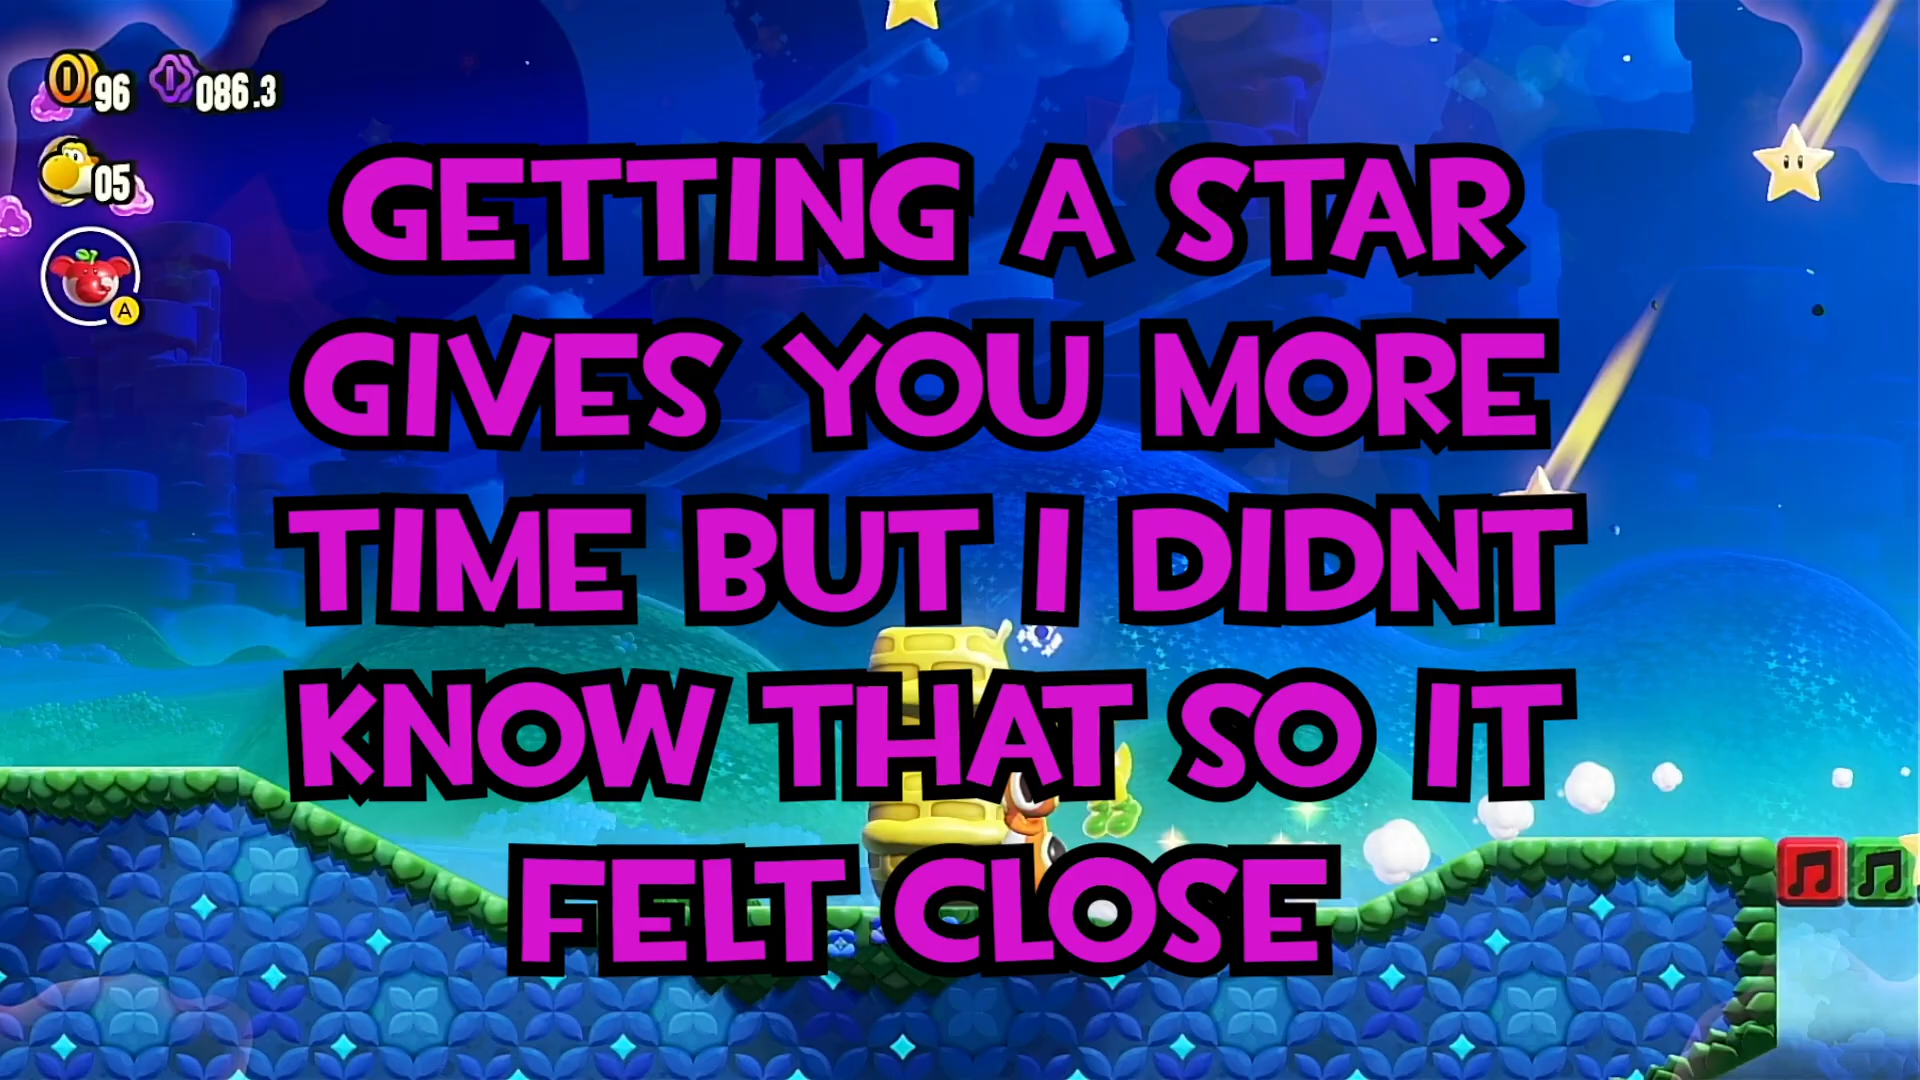 96 086.3
05
A
GETTING A STAR
GIVES YOU MORE
TIME BUT I DIDNT
KNOW THAT SO IT
FELT CLOSE